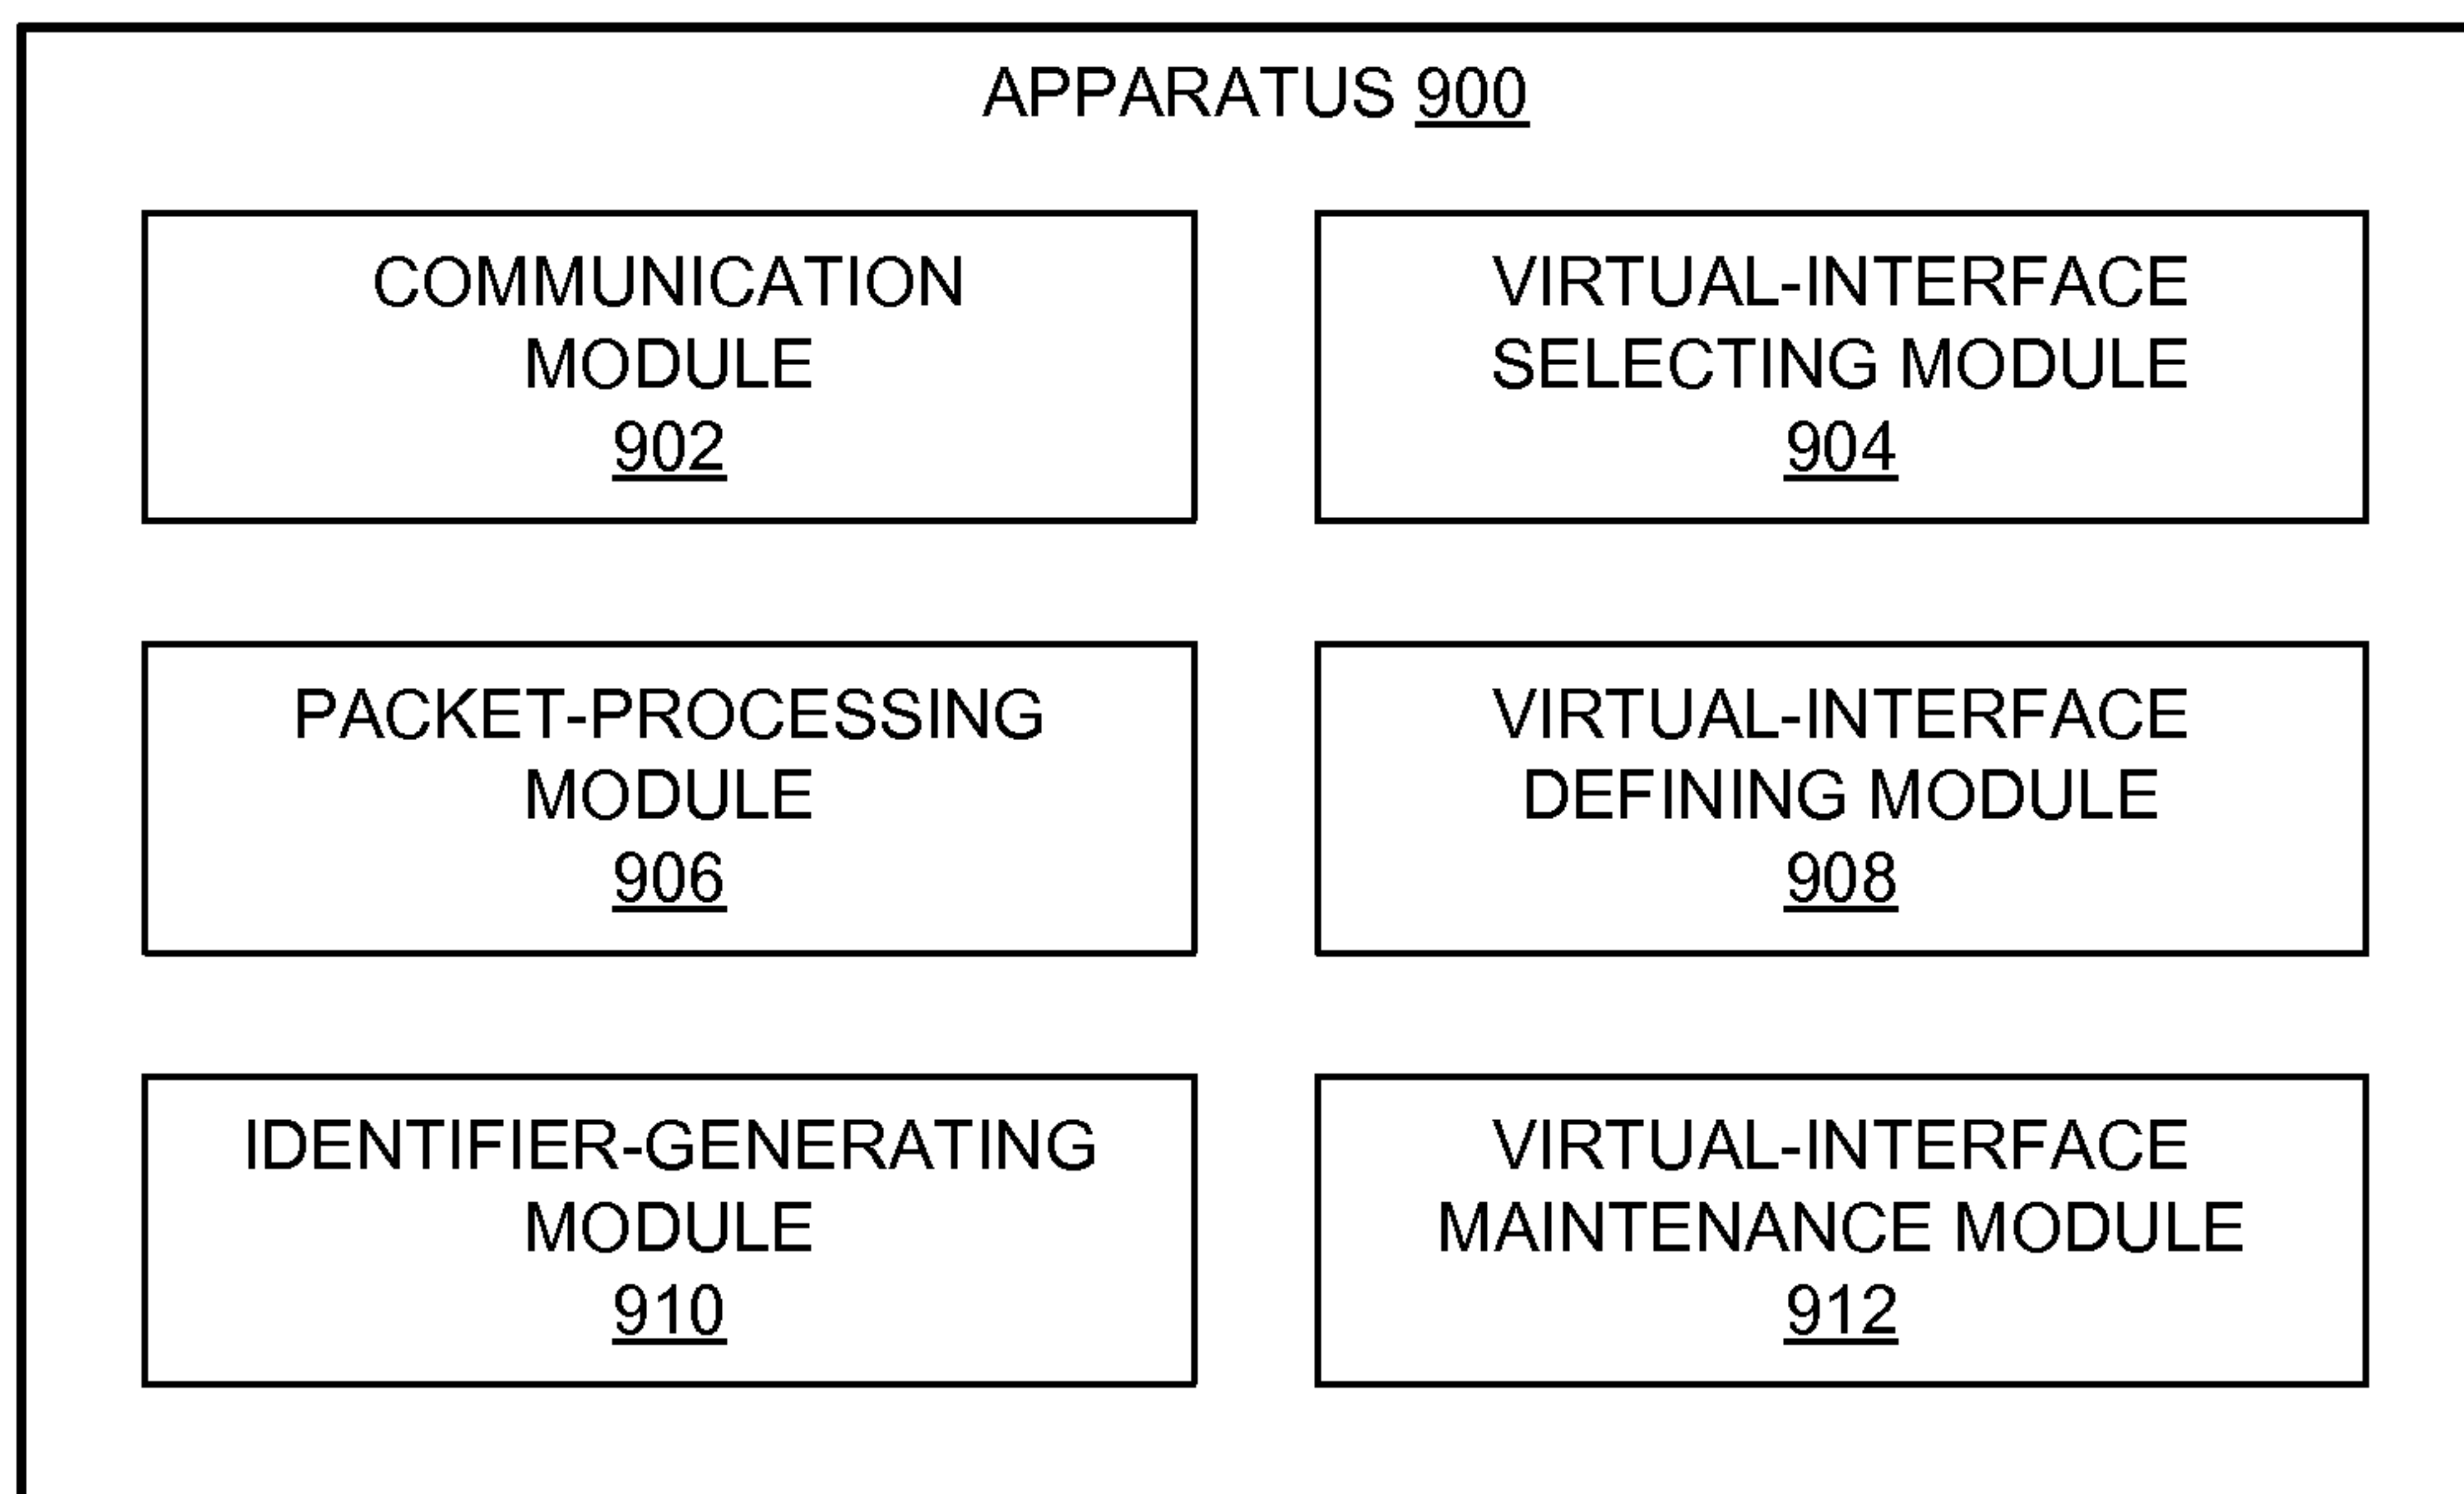 APPARATUS 900
COMMUNICATION
MODULE
902
VIRTUAL-INTERFACE
SELECTING MODULE
904
PACKET-PROCESSING
MODULE
906
VIRTUAL-INTERFACE
DEFINING MODULE
908
IDENTIFIER-GENERATING
MODULE
910
VIRTUAL-INTERFACE
MAINTENANCE MODULE
912